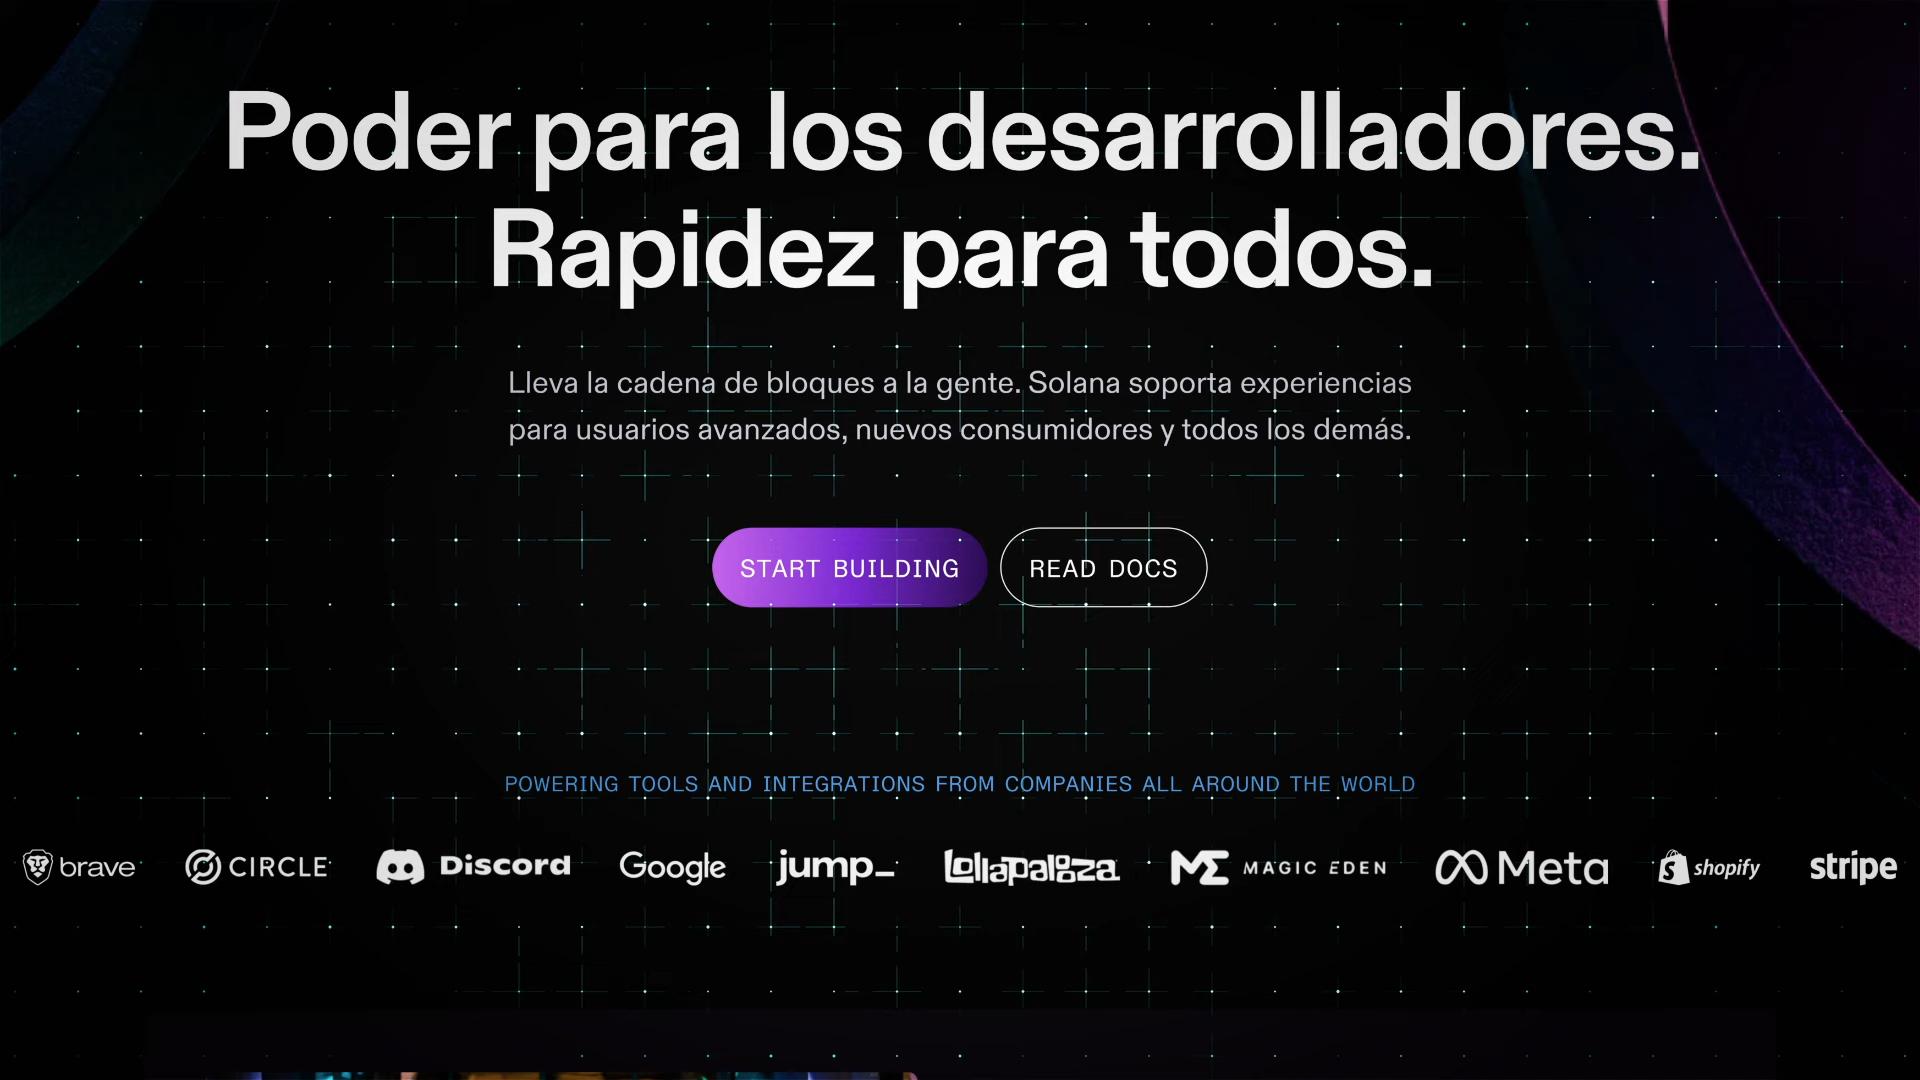 Poder para los desarrolladores.
Rapidez para todos.
Lleva la cadena de bloques a la gente. Solana soporta experiencias
para usuarios avanzados, nuevos consumidores y todos los demás.
START BUILDING READ DOCS
POWERING TOOLS AND INTEGRATIONS FROM COMPANIES ALL AROUND THE WORLD
brave CIRCLE Discord Google jump_ Lollapalooza ME MAGIC EDEN Meta shopify stripe